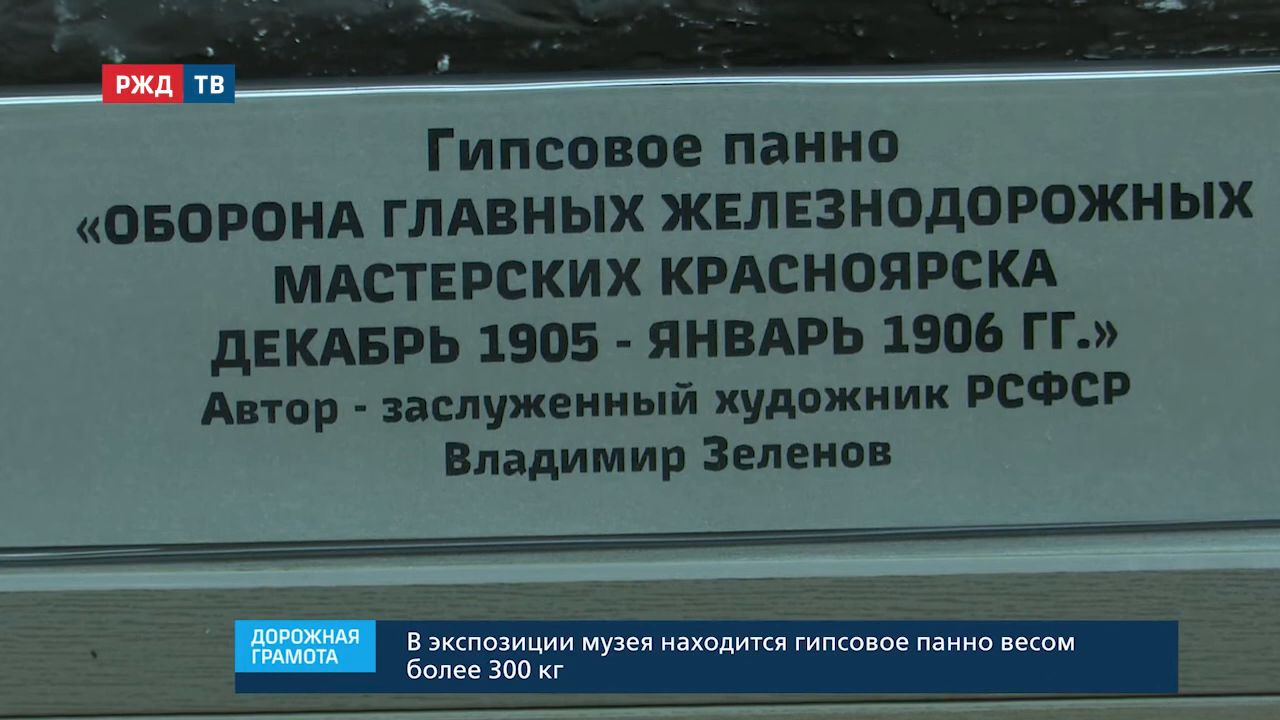 РЖД ТВ
Гипсовое панно
«ОБОРОНА ГЛАВНЫХ ЖЕЛЕЗНОДОРОЖНЫХ
МАСТЕРСКИХ КРАСНОЯРСКА
ДЕКАБРЬ 1905 - ЯНВАРЬ 1906 ГГ.»
Автор - заслуженный художник РСФСР
Владимир Зеленов
ДОРОЖНАЯ
ГРАМОТА
В экспозиции музея находится гипсовое панно весом
более 300 кг